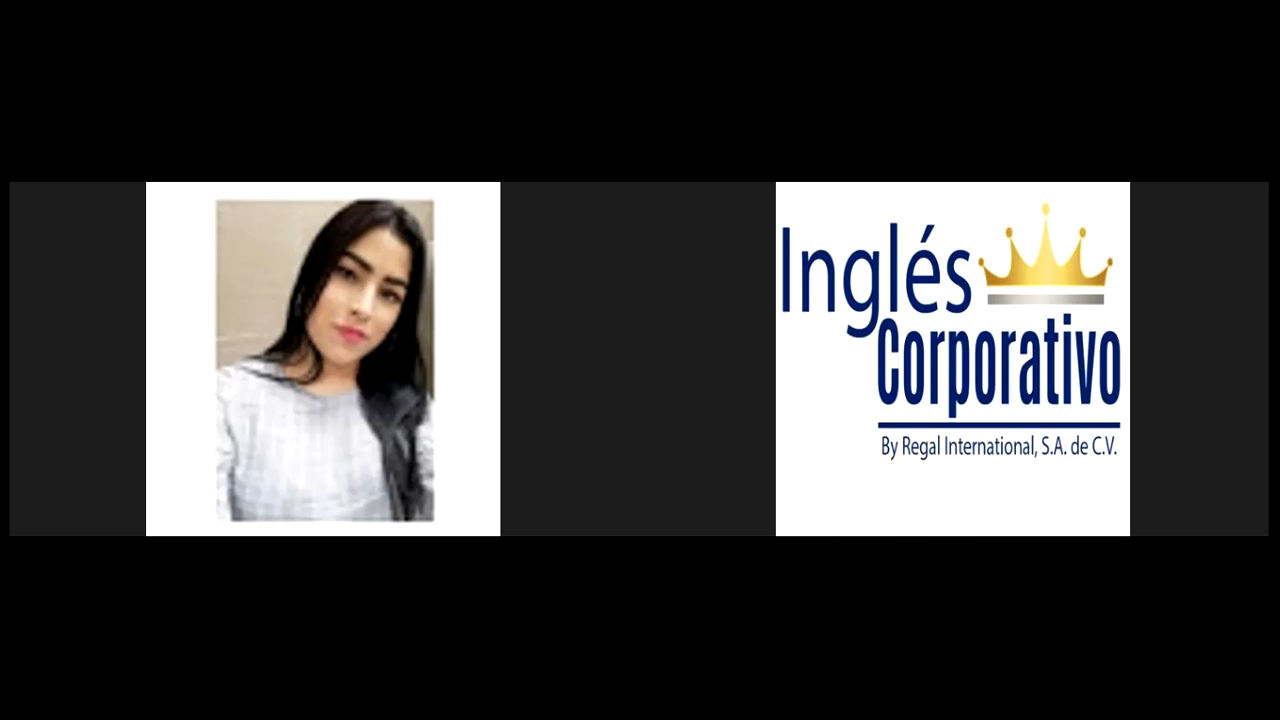 Inglés
Corporativo
By Regal International, S.A. de C.V.